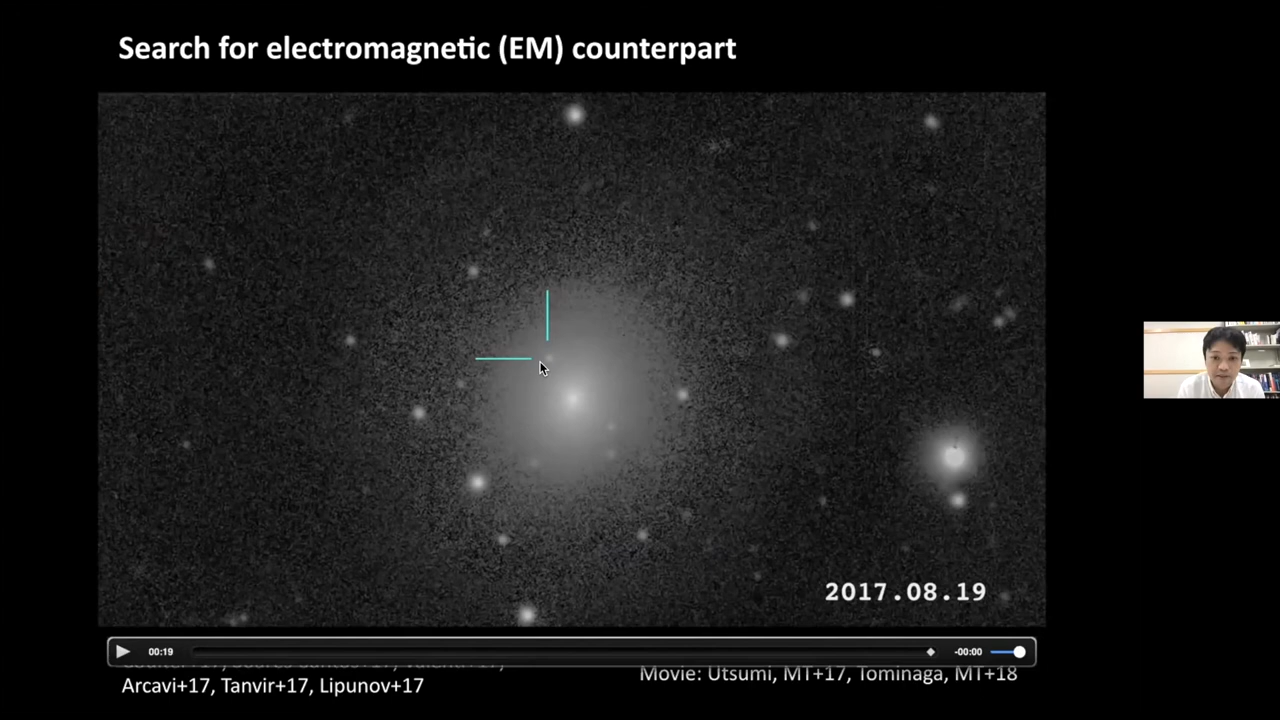 Search for electromagnetic (EM) counterpart
2017.08.19
00:19
-00:00
Arcavi+17, Tanvir+17, Lipunov+17
Movie: Utsumi, MT+17, Tominaga, MT+18